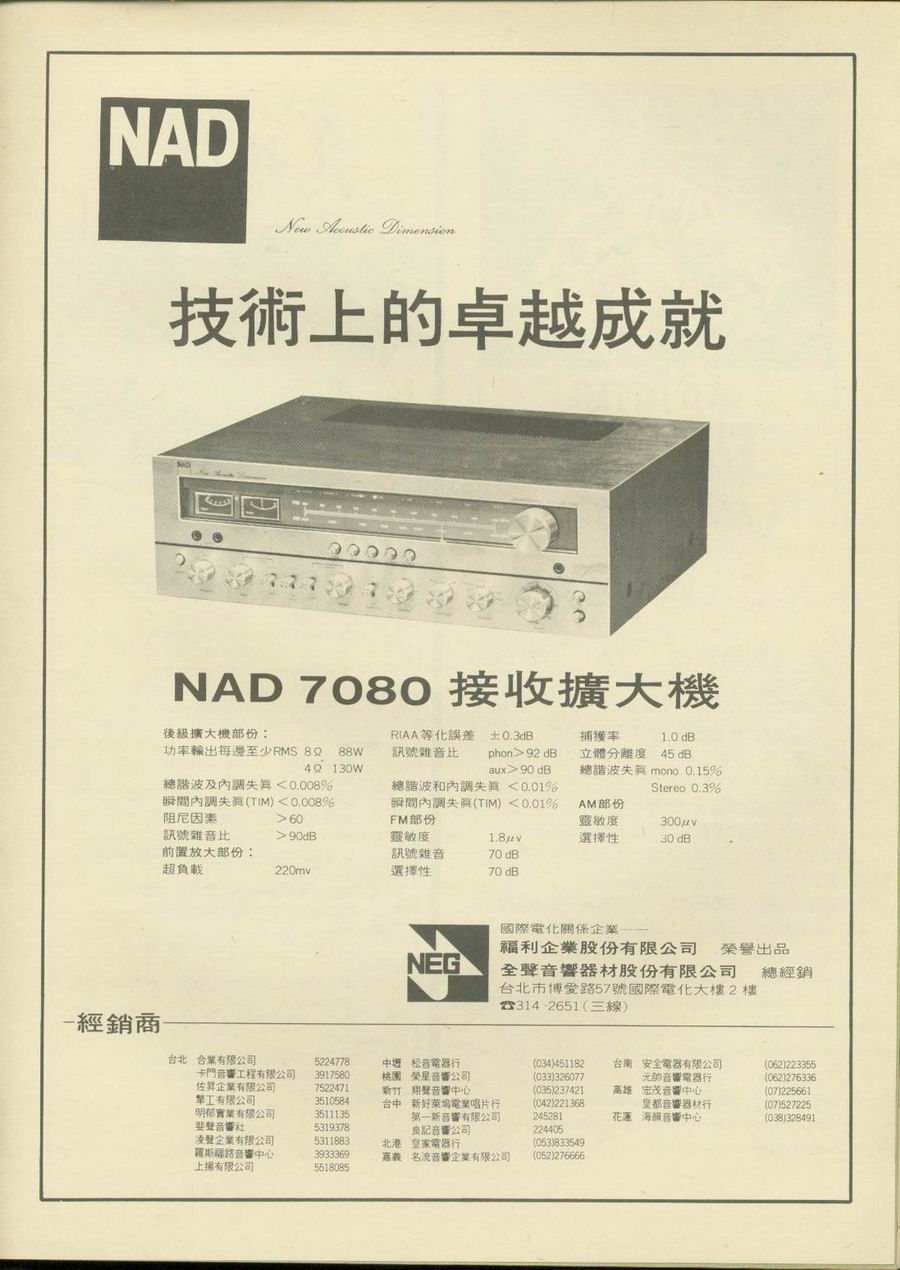 NAD
New Acoustic Dimension
技術上的卓越成就
NAD
New Acoustic Dimension
NAD 7080 接收擴大機
後級擴大機部份：
功率輸出每邊至少RMS 8Ω 88W
4Ω 130W
總諧波及內調失眞 <0.008%
瞬間內調失眞(TIM) <0.008%
阻尼因素 >60
訊號雜音比 >90dB
前置放大部份：
超負載 220mv
RIAA等化誤差 ±0.3dB
訊號雜音比 phon>92 dB
aux>90 dB
總諧波和內調失眞 <0.01%
瞬間內調失眞(TIM) <0.01%
FM部份
靈敏度 1.8μv
訊號雜音 70 dB
選擇性 70 dB
捕獲率 1.0 dB
立體分離度 45 dB
總諧波失眞 mono 0.15%
Stereo 0.3%
AM部份
靈敏度 300μv
選擇性 30 dB
NEG
國際電化關係企業——
福利企業股份有限公司 榮譽出品
全聲音響器材股份有限公司 總經銷
台北市博愛路57號國際電化大樓2樓
☎314-2651(三線)
經銷商
台北 合業有限公司 5224778
卡門音響工程有限公司 3917580
佐昇企業有限公司 7522471
擎工有限公司 3510584
明郁實業有限公司 3511135
斐聲音響社 5319378
凌聲企業有限公司 5311883
羅斯福路音響中心 3933369
上揚有限公司 5518085
中壢 松音電器行 (034)451182
桃園 榮星音響公司 (033)326077
新竹 翔聲音響中心 (035)237421
台中 新好萊塢電業唱片行 (042)221368
第一新音響有限公司 245281
良記音響公司 224405
北港 皇家電器行 (053)833549
嘉義 名流音響企業有限公司 (052)276666
台南 安全電器有限公司 (062)223355
元帥音響電器行 (062)276336
高雄 宏茂音響中心 (07)225661
皇都音響器材行 (07)527225
花蓮 海韻音響中心 (038)328491